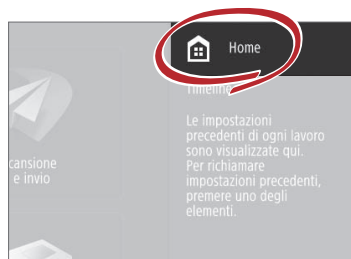 Home
Timeline
Le impostazioni
precedenti di ogni lavoro
sono visualizzate qui.
Per richiamare
impostazioni precedenti,
premere uno degli
elementi.
cansione
e invio